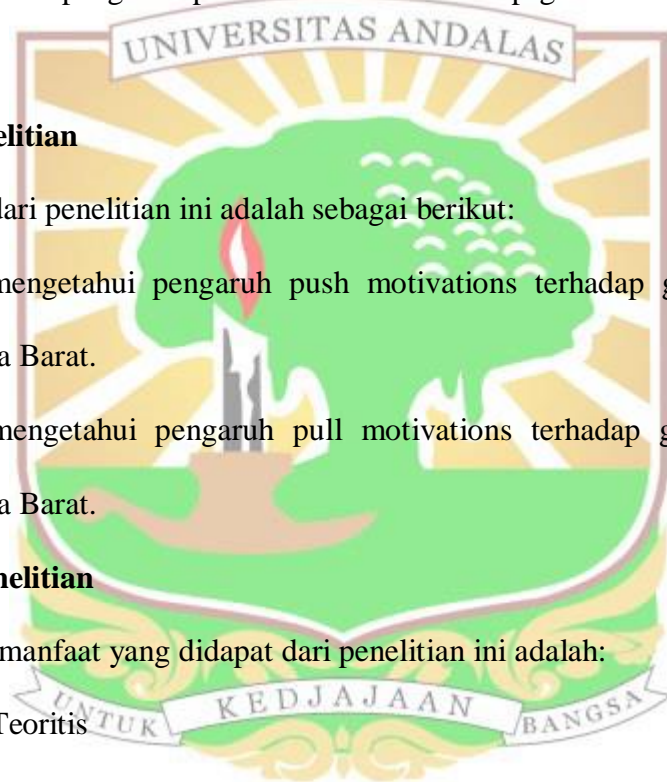 UNIVERSITAS ANDALAS
elitian
dari penelitian ini adalah sebagai berikut:
mengetahui pengaruh push motivations terhadap g
a Barat.
mengetahui pengaruh pull motivations terhadap g
a Barat.
nelitian
manfaat yang didapat dari penelitian ini adalah:
Teoritis
UNTUK KEDJAJAAN BANGSA